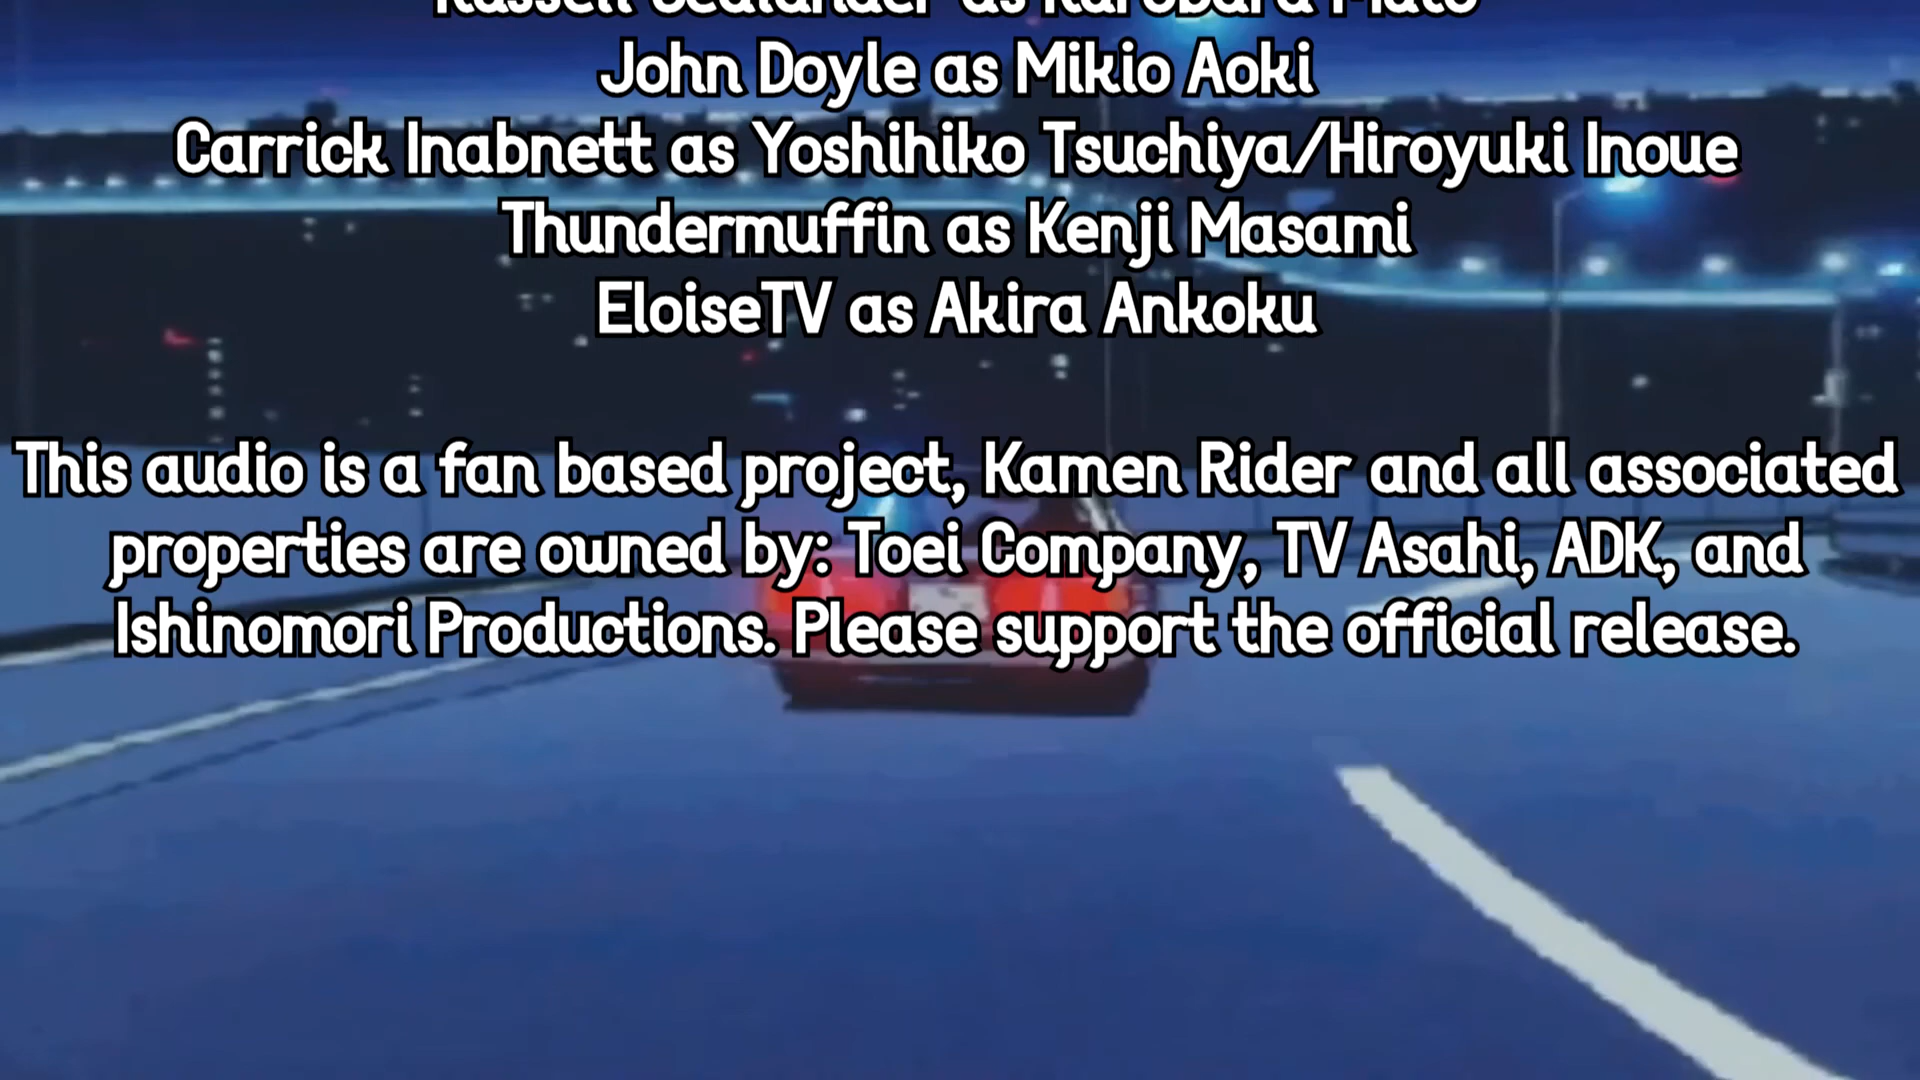 as
John Doyle as Mikio Aoki
Carrick Inabnett as Yoshihiko Tsuchiya/Hiroyuki Inoue
Thundermuffin as Kenji Masami
EloiseTV as Akira Ankoku
This audio is a fan based project, Kamen Rider and all associated
properties are owned by: Toei Company, TV Asahi, ADK, and
Ishinomori Productions. Please support the official release.